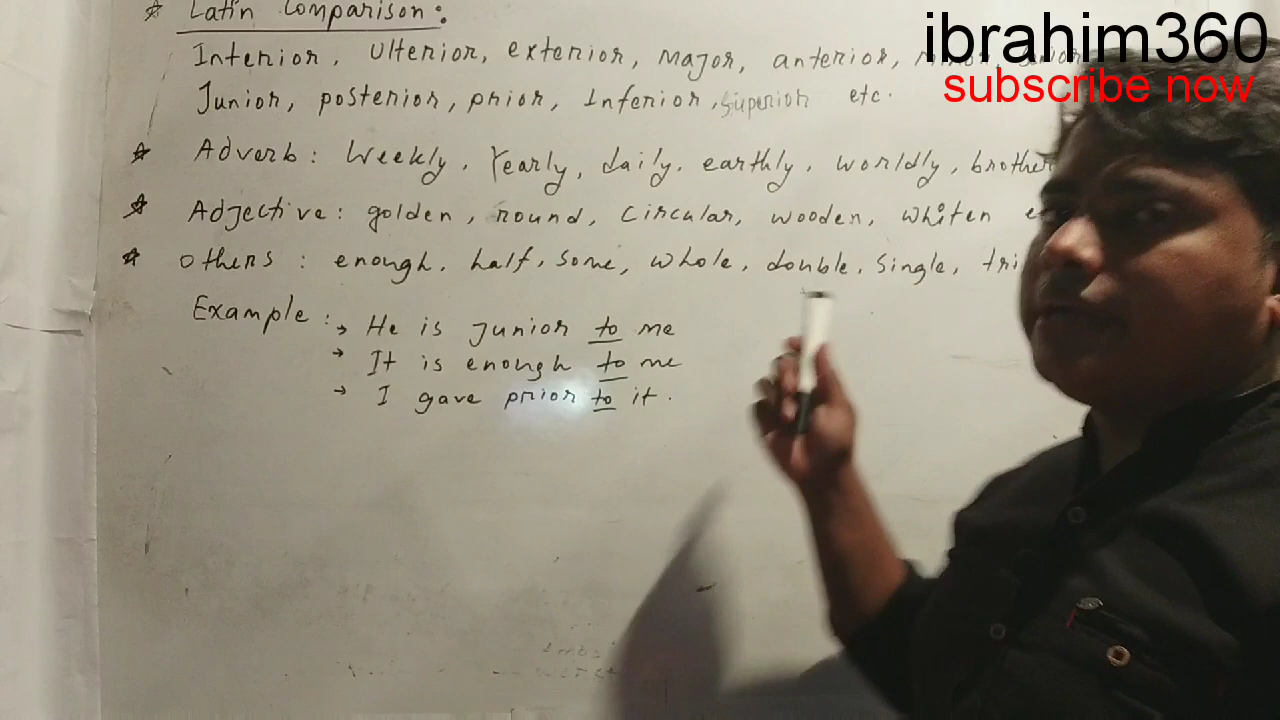 ibrahim360
subscribe now
* Latin Comparison:
Interior, Ulterior, exterior, Major, anterior,
Junior, posterior, prior, Inferior, superior etc.
* Adverb: Weekly, Yearly, daily, earthly, worldly, brother
* Adjective: golden, round, circular, wooden, whiten
* Others: enough, half, some, whole, double, single, tri
Example:
→ He is junior to me
→ It is enough to me
→ I gave prior to it.